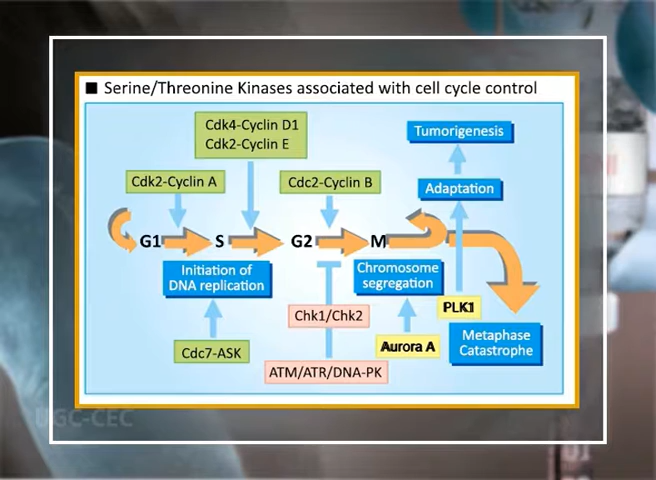 ■ Serine/Threonine Kinases associated with cell cycle control
Cdk4-Cyclin D1
Cdk2-Cyclin E
Tumorigenesis
Cdk2-Cyclin A
Cdc2-Cyclin B
Adaptation
G1
S
G2
M
Initiation of
DNA replication
Chromosome
segregation
PLK1
Chk1/Chk2
Cdc7-ASK
Aurora A
Metaphase
Catastrophe
ATM/ATR/DNA-PK
UGC-CEC